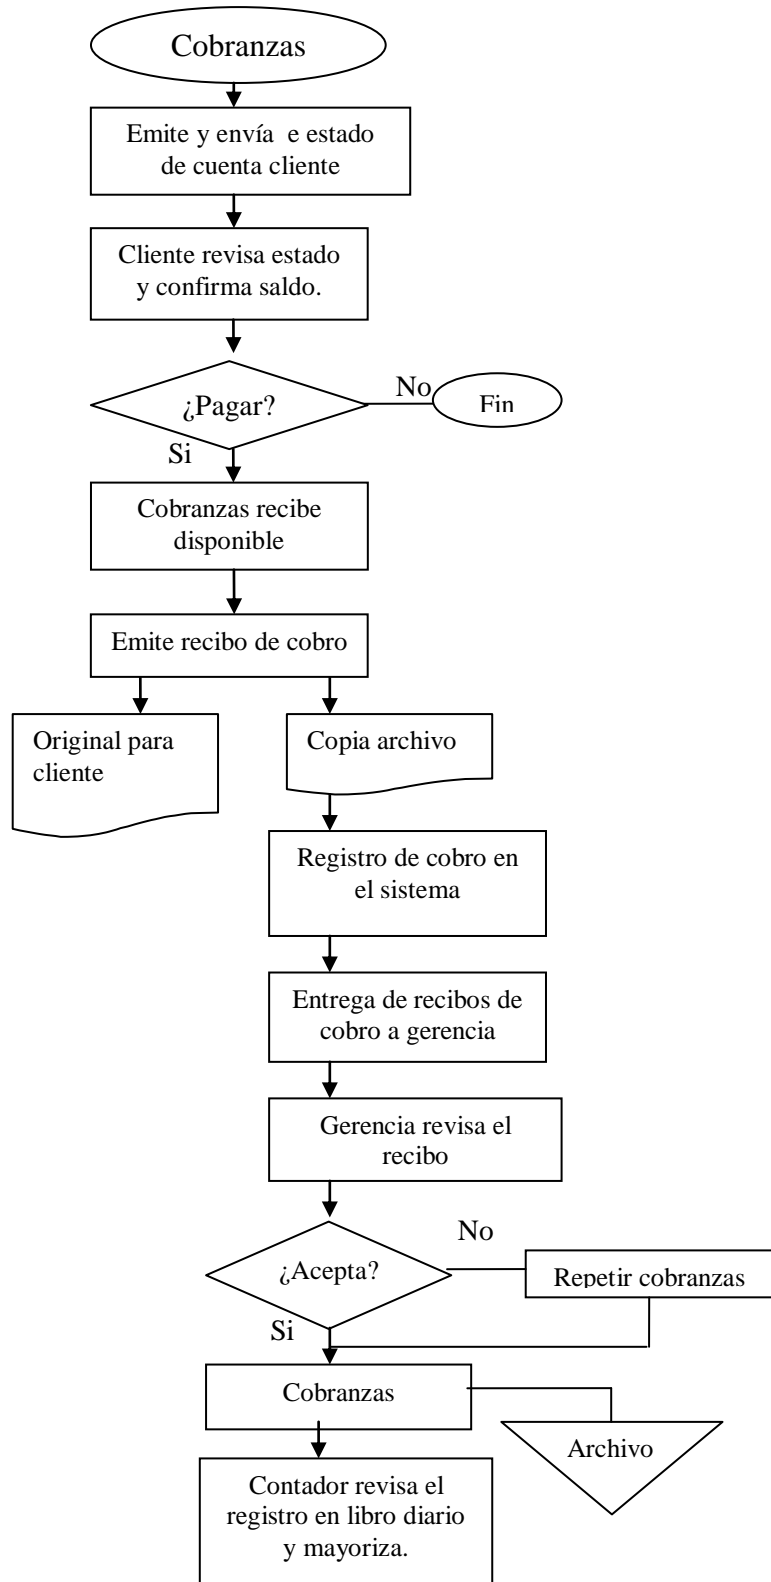 Cobranzas
Emite y envía e estado
de cuenta cliente
Cliente revisa estado
y confirma saldo.
¿Pagar?
No
Fin
Si
Cobranzas recibe
disponible
Emite recibo de cobro
Original para
cliente
Copia archivo
Registro de cobro en
el sistema
Entrega de recibos de
cobro a gerencia
Gerencia revisa el
recibo
No
¿Acepta?
Repetir cobranzas
Si
Cobranzas
Archivo
Contador revisa el
registro en libro diario
y mayoriza.